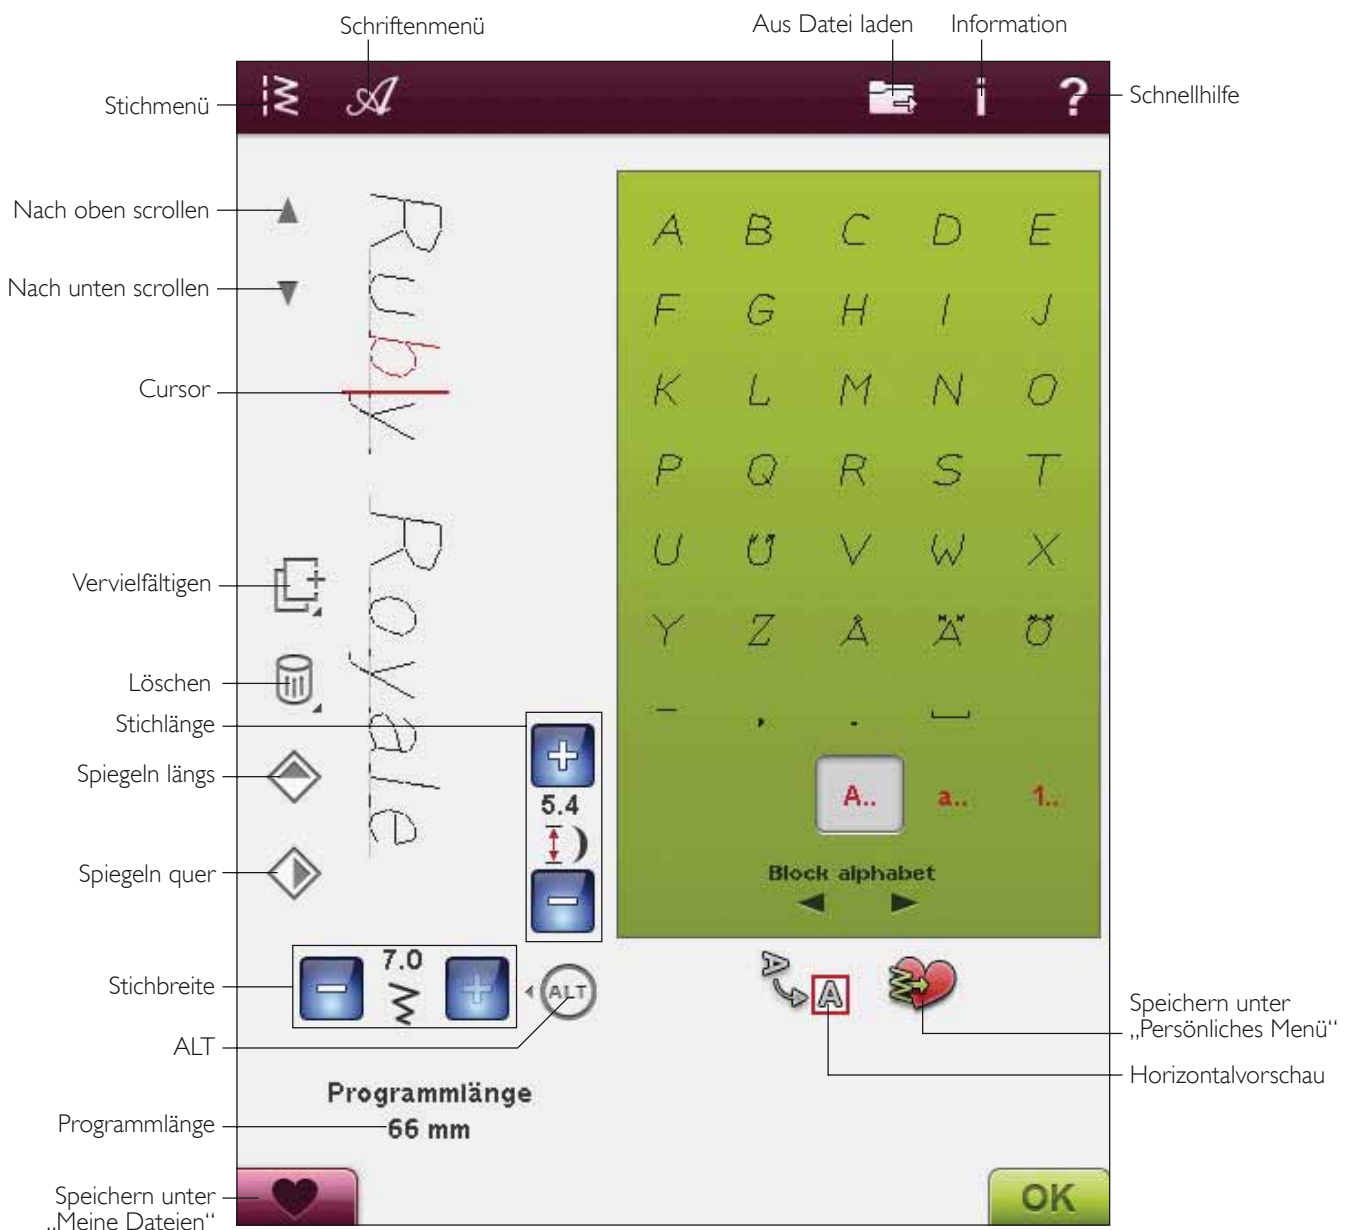 Schriftenmenü
Aus Datei laden
Information
Stichmenü
A
i
?
Schnellhilfe
Nach oben scrollen
Nach unten scrollen
Cursor
Vervielfältigen
Löschen
Stichlänge
Spiegeln längs
Spiegeln quer
Stichbreite
ALT
Programmlänge
Speichern unter
„Meine Dateien“
Ruby Royale
5.4
7.0
ALT
Programmlänge
66 mm
A B C D E
F G H I J
K L M N O
P Q R S T
U Ü V W X
Y Z Â Ä Ö
- , .
A.. a.. 1..
Block alphabet
A
A
Speichern unter
„Persönliches Menü“
Horizontalvorschau
OK